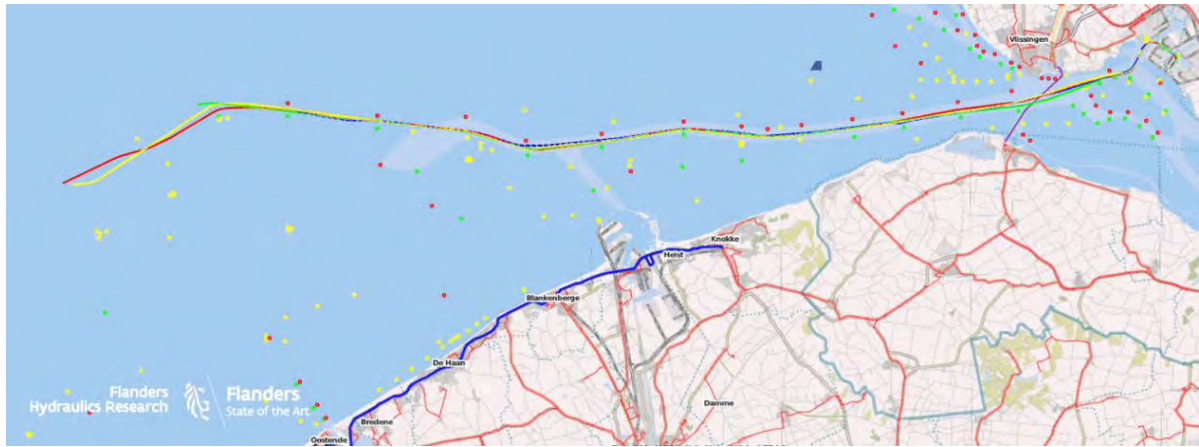 Vlissingen
Knokke
Heist
Blankenberge
De Haan
Flanders
Hydraulics Research
Flanders
State of the Art
Damme
Bredene
Oostende